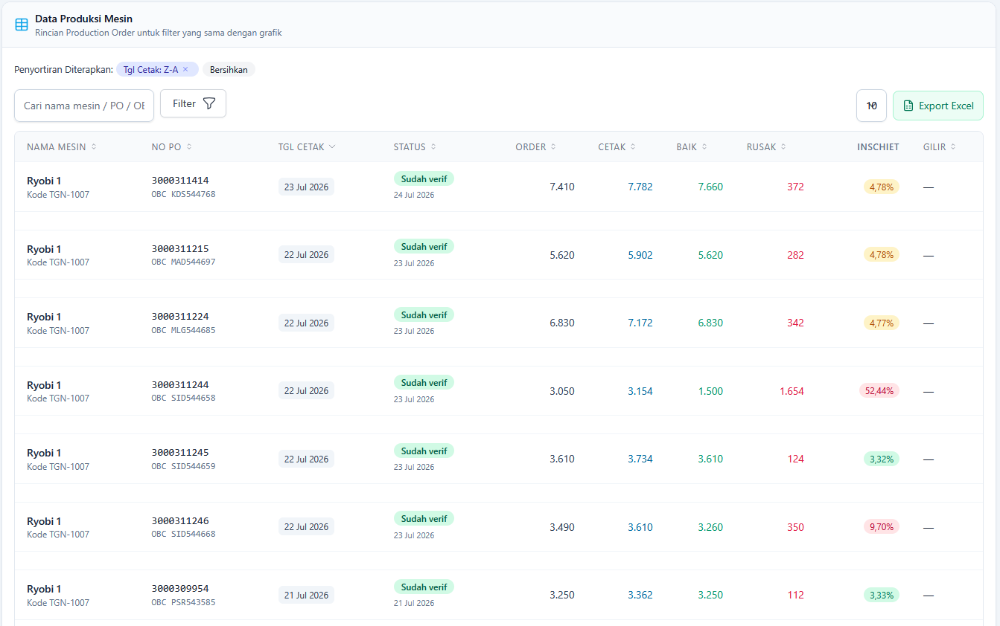 Data Produksi Mesin
Rincian Production Order untuk filter yang sama dengan grafik
Penyortiran Diterapkan: Tgl Cetak: Z-A × Bersihkan
Cari nama mesin / PO / OB Filter 10 Export Excel
NAMA MESIN NO PO TGL CETAK STATUS ORDER CETAK BAIK RUSAK INSCHIET GILIR
Ryobi 1 3000311414 23 Jul 2026 Sudah verif 7.410 7.782 7.660 372 4,78% —
Kode TGN-1007 OBC KDS544768 24 Jul 2026
Ryobi 1 3000311215 22 Jul 2026 Sudah verif 5.620 5.902 5.620 282 4,78% —
Kode TGN-1007 OBC MAD544697 23 Jul 2026
Ryobi 1 3000311224 22 Jul 2026 Sudah verif 6.830 7.172 6.830 342 4,77% —
Kode TGN-1007 OBC MLG544685 23 Jul 2026
Ryobi 1 3000311244 22 Jul 2026 Sudah verif 3.050 3.154 1.500 1.654 52,44% —
Kode TGN-1007 OBC SID544658 23 Jul 2026
Ryobi 1 3000311245 22 Jul 2026 Sudah verif 3.610 3.734 3.610 124 3,32% —
Kode TGN-1007 OBC SID544659 23 Jul 2026
Ryobi 1 3000311246 22 Jul 2026 Sudah verif 3.490 3.610 3.260 350 9,70% —
Kode TGN-1007 OBC SID544668 23 Jul 2026
Ryobi 1 3000309954 21 Jul 2026 Sudah verif 3.250 3.362 3.250 112 3,33% —
Kode TGN-1007 OBC PSR543585 21 Jul 2026